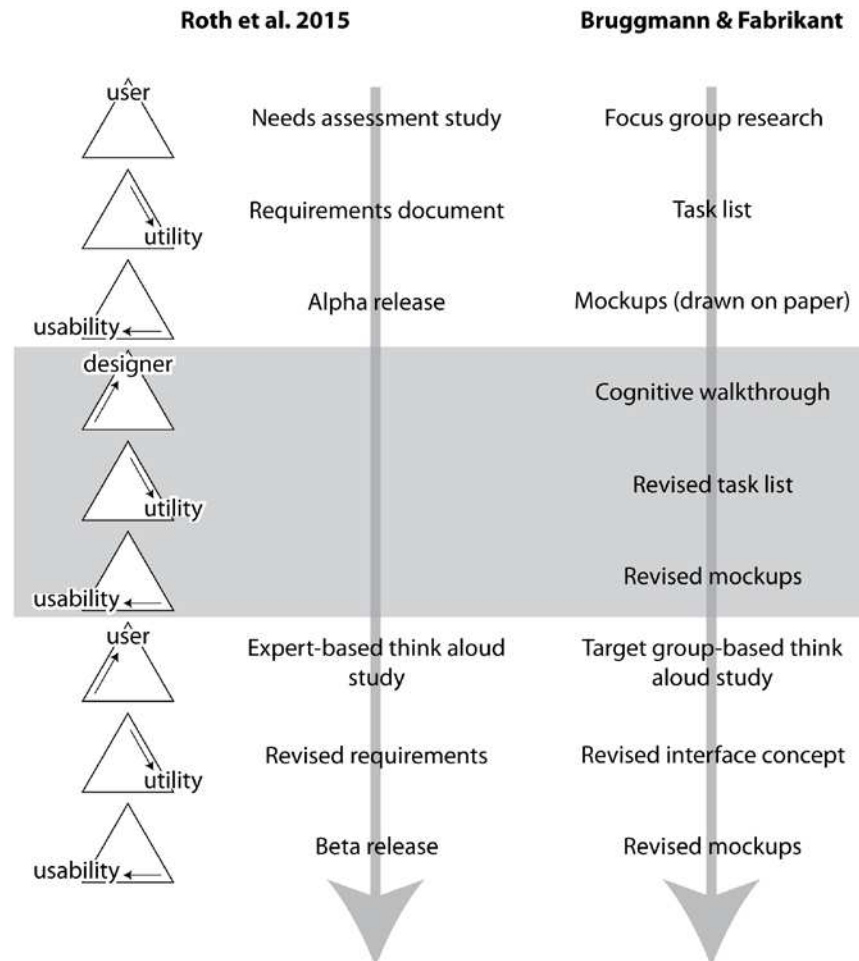 Roth et al. 2015
Bruggmann & Fabrikant
user
Needs assessment study
Focus group research
utility
Requirements document
Task list
usability
Alpha release
Mockups (drawn on paper)
designer
Cognitive walkthrough
utility
Revised task list
usability
Revised mockups
user
Expert-based think aloud
study
Target group-based think
aloud study
utility
Revised requirements
Revised interface concept
usability
Beta release
Revised mockups